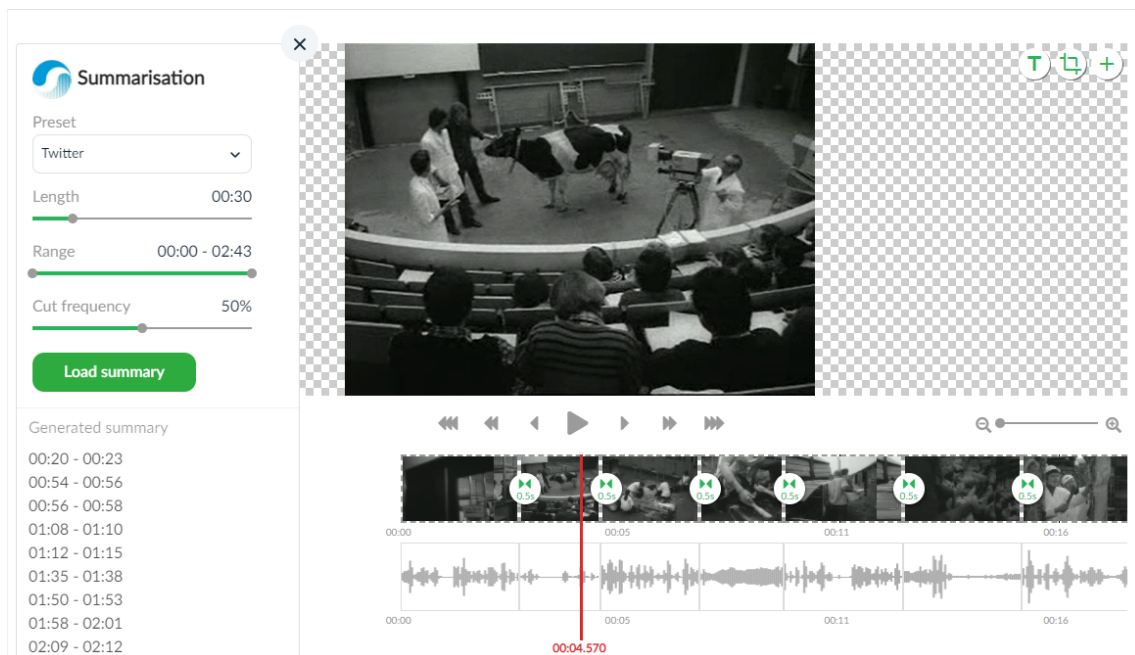 Summarisation
Preset
Twitter
Length 00:30
Range 00:00 - 02:43
Cut frequency 50%
Load summary
Generated summary
00:20 - 00:23
00:54 - 00:56
00:56 - 00:58
01:08 - 01:10
01:12 - 01:15
01:35 - 01:38
01:50 - 01:53
01:58 - 02:01
02:09 - 02:12
T
0.5s 0.5s 0.5s 0.5s 0.5s 0.5s
00:00 00:05 00:11 00:16
00:00 00:05 00:11 00:16
00:04.570